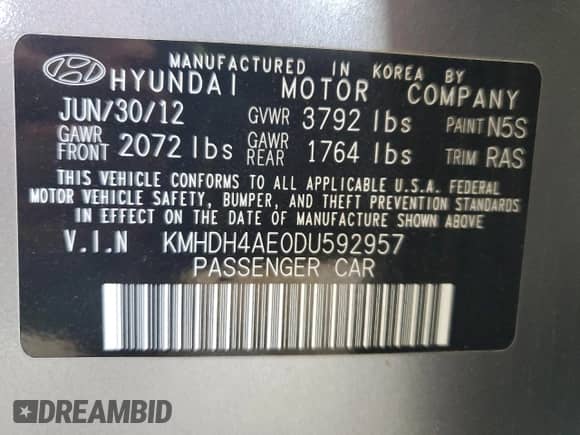 MANUFACTURED IN KOREA BY
HYUNDAI MOTOR COMPANY
JUN/30/12 GVWR 3792 lbs PAINT N5S
GAWR FRONT 2072 lbs GAWR REAR 1764 lbs TRIM RAS
THIS VEHICLE CONFORMS TO ALL APPLICABLE U.S.A. FEDERAL
MOTOR VEHICLE SAFETY, BUMPER, AND THEFT PREVENTION STANDARDS
IN EFFECT ON THE DATE OF MANUFACTURE SHOWN ABOVE
V.I.N KMHDH4AE0DU592957
PASSENGER CAR
DREAMBID